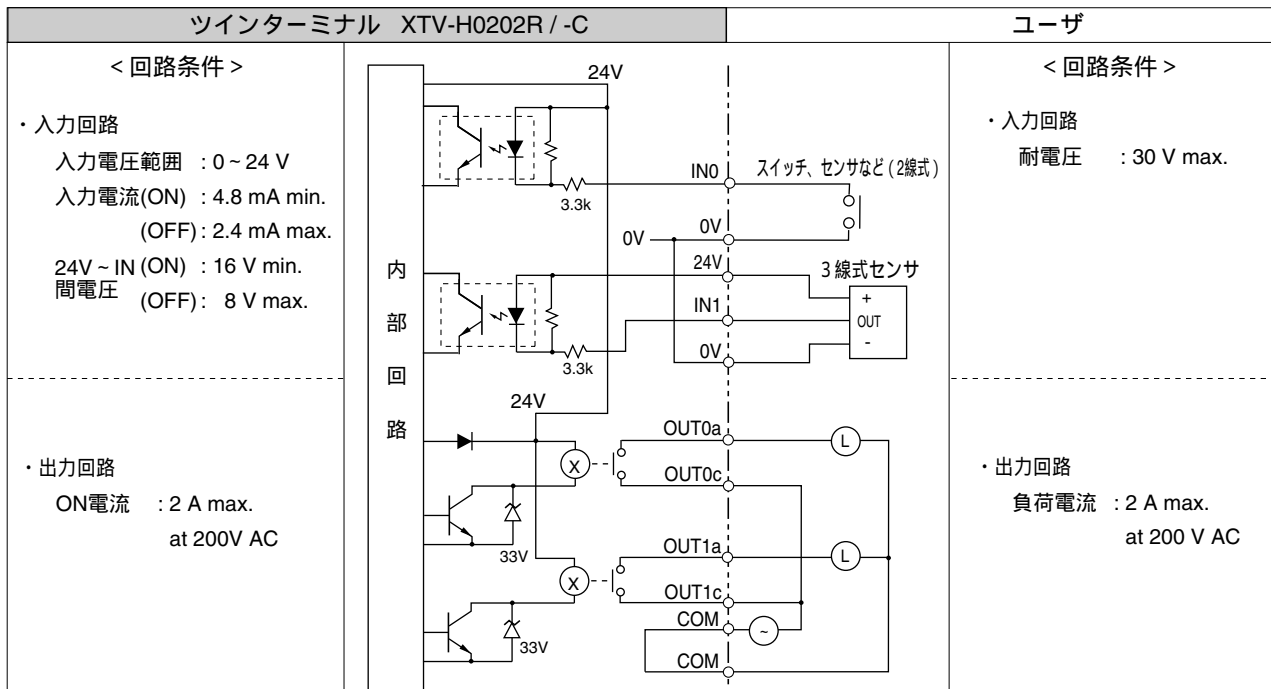 ツインターミナル XTV-H0202R / -C
ユーザ
< 回路条件 >
・入力回路
入力電圧範囲 : 0 ~ 24 V
入力電流(ON) : 4.8 mA min.
(OFF) : 2.4 mA max.
24V ~ IN (ON) : 16 V min.
間電圧
(OFF) : 8 V max.
・出力回路
ON電流 : 2 A max.
at 200V AC
内
部
回
路
24V
3.3k
IN0
スイッチ、センサなど ( 2線式 )
0V
0V
24V
3 線式センサ
IN1
+
OUT
-
0V
3.3k
24V
OUT0a
L
X
OUT0c
33V
OUT1a
L
X
OUT1c
COM
~
33V
COM
< 回路条件 >
・入力回路
耐電圧 : 30 V max.
・出力回路
負荷電流 : 2 A max.
at 200 V AC